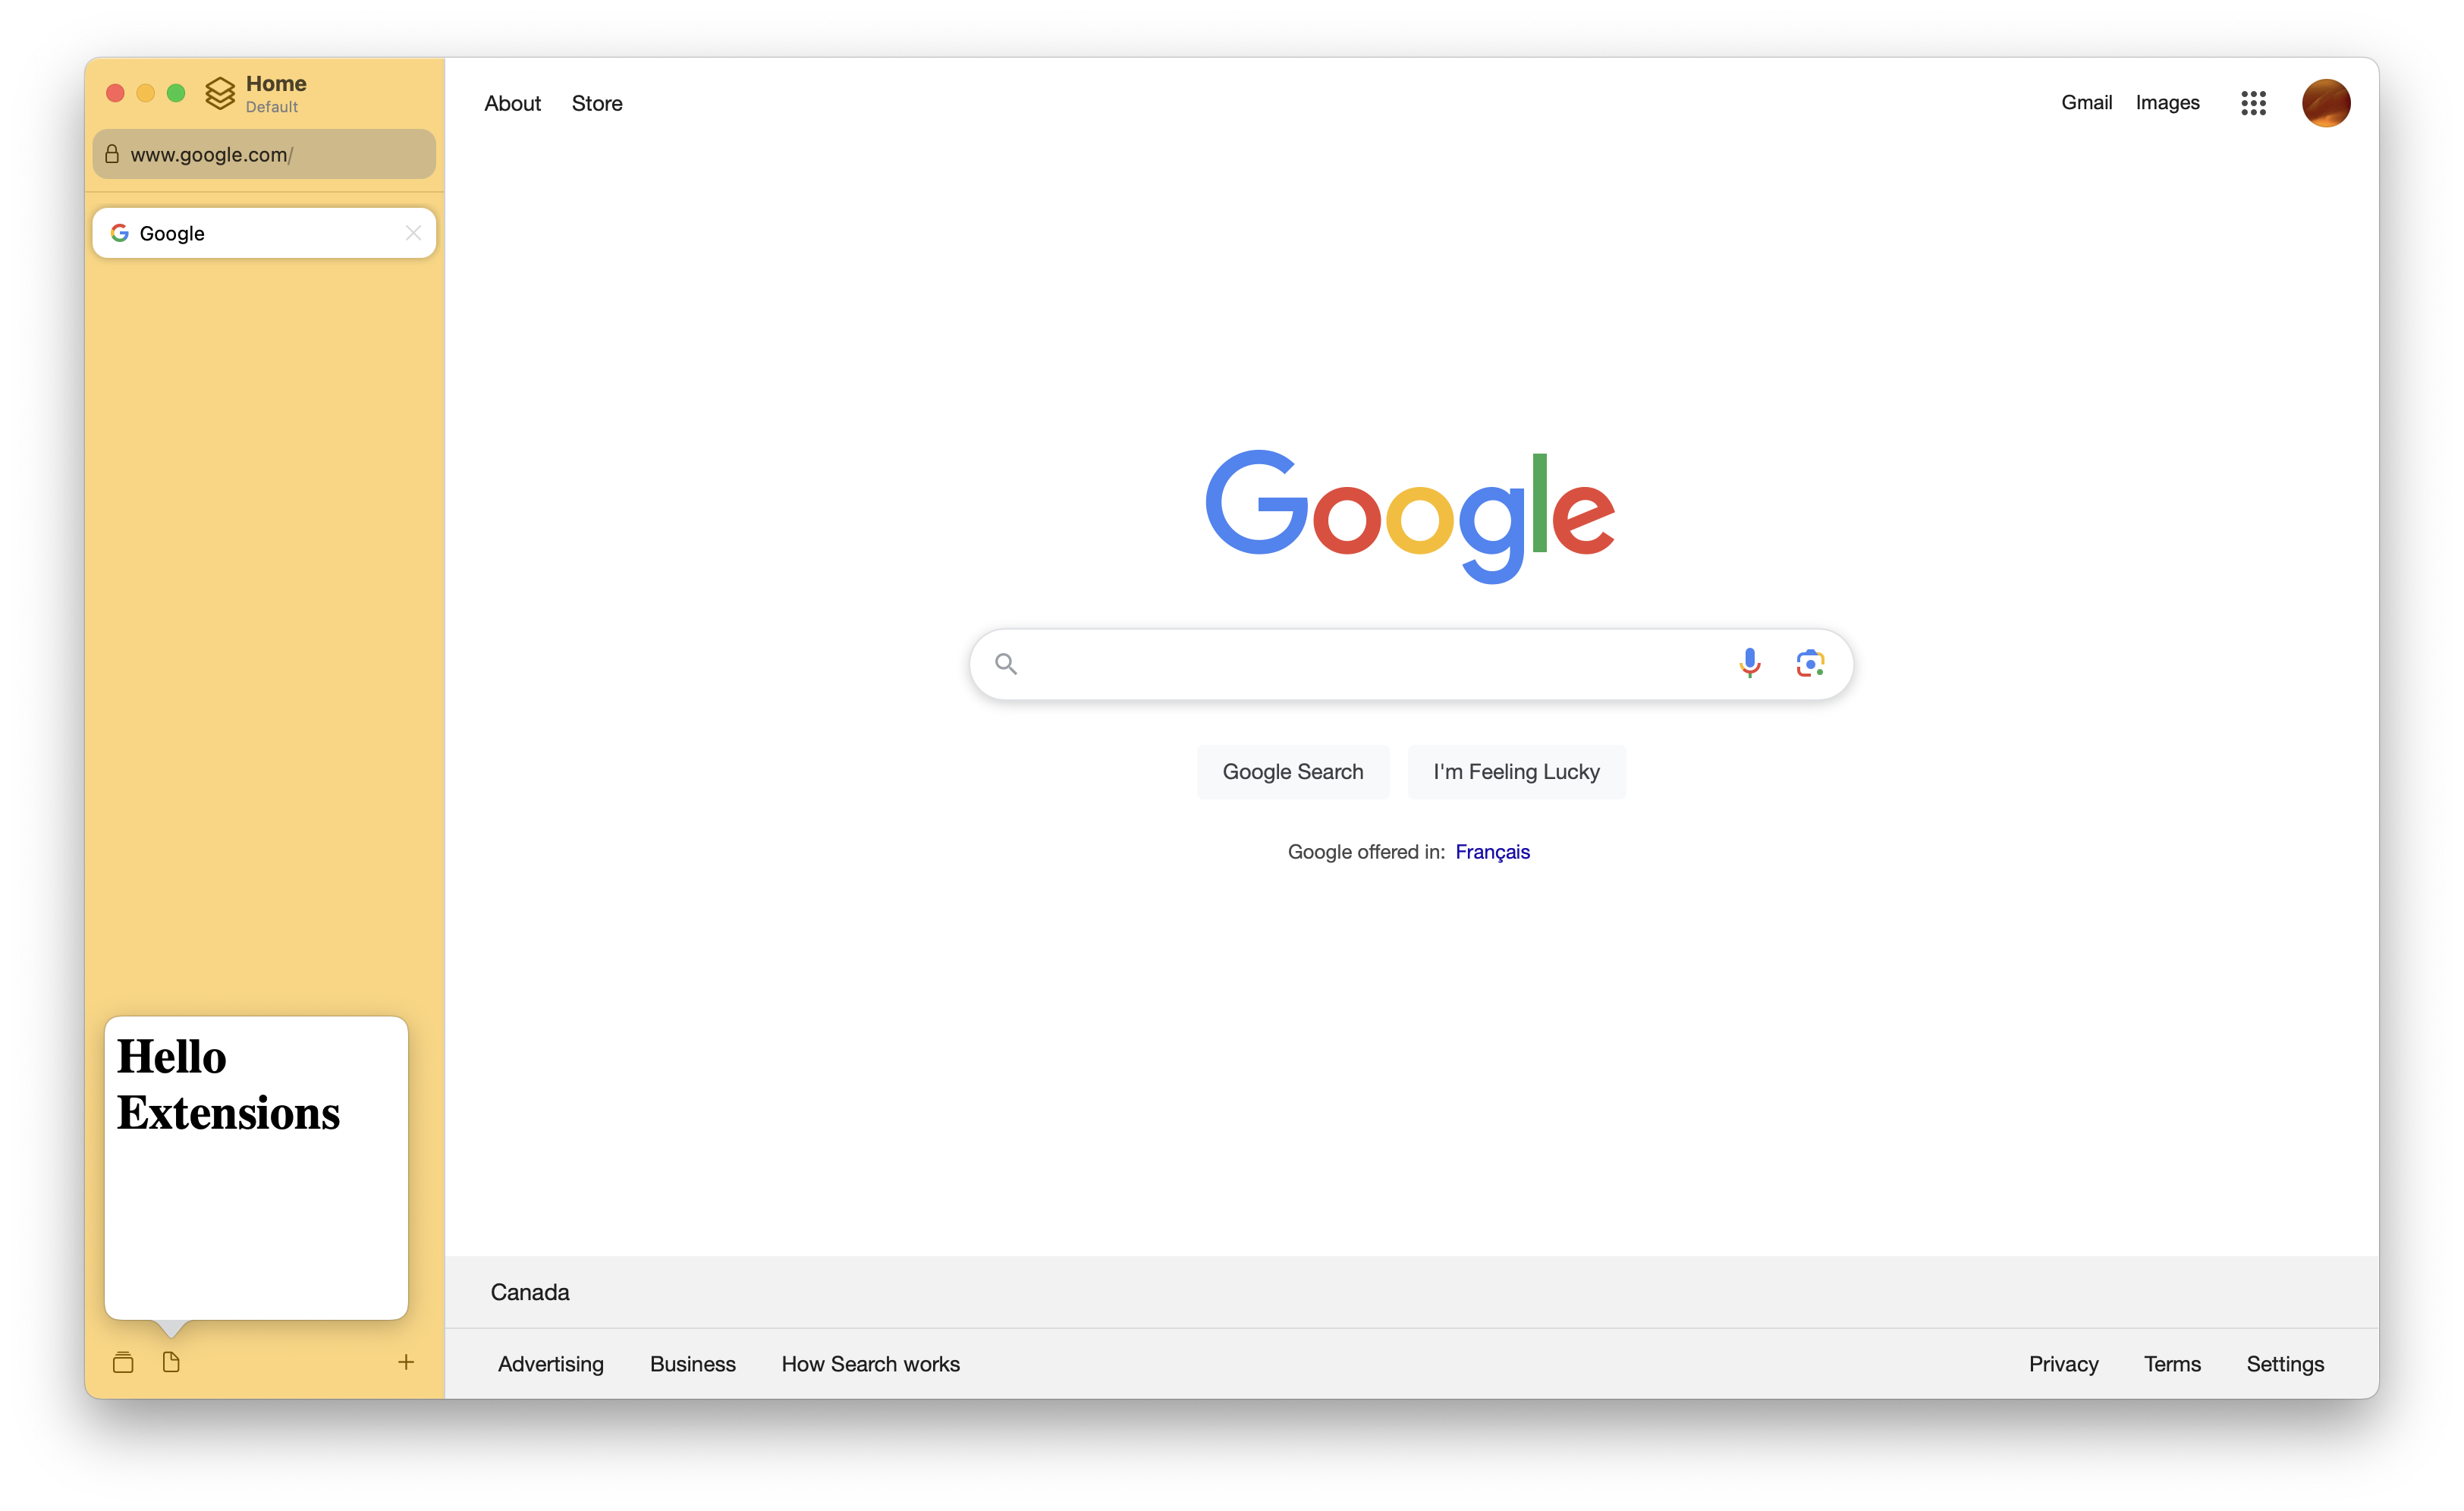 Home
Default
www.google.com/
Google
Hello
Extensions
About Store
Gmail Images
Google
Google Search I'm Feeling Lucky
Google offered in: Français
Canada
Advertising Business How Search works
Privacy Terms Settings